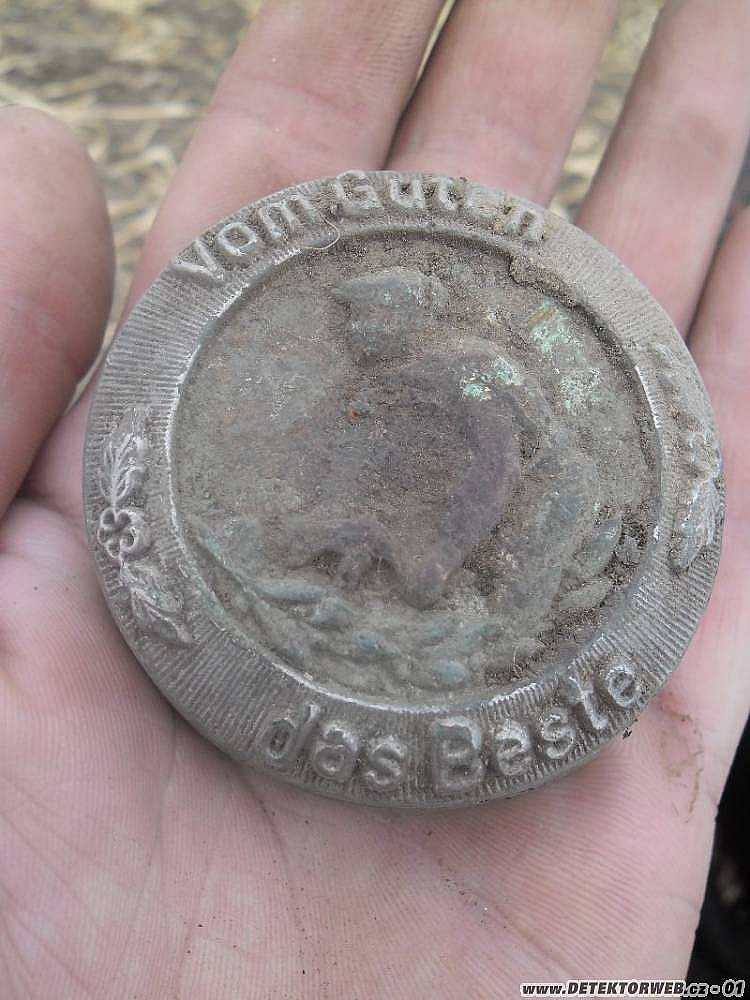 Vom Guten
das Beste
www.DETEKTORWEB.cz-01